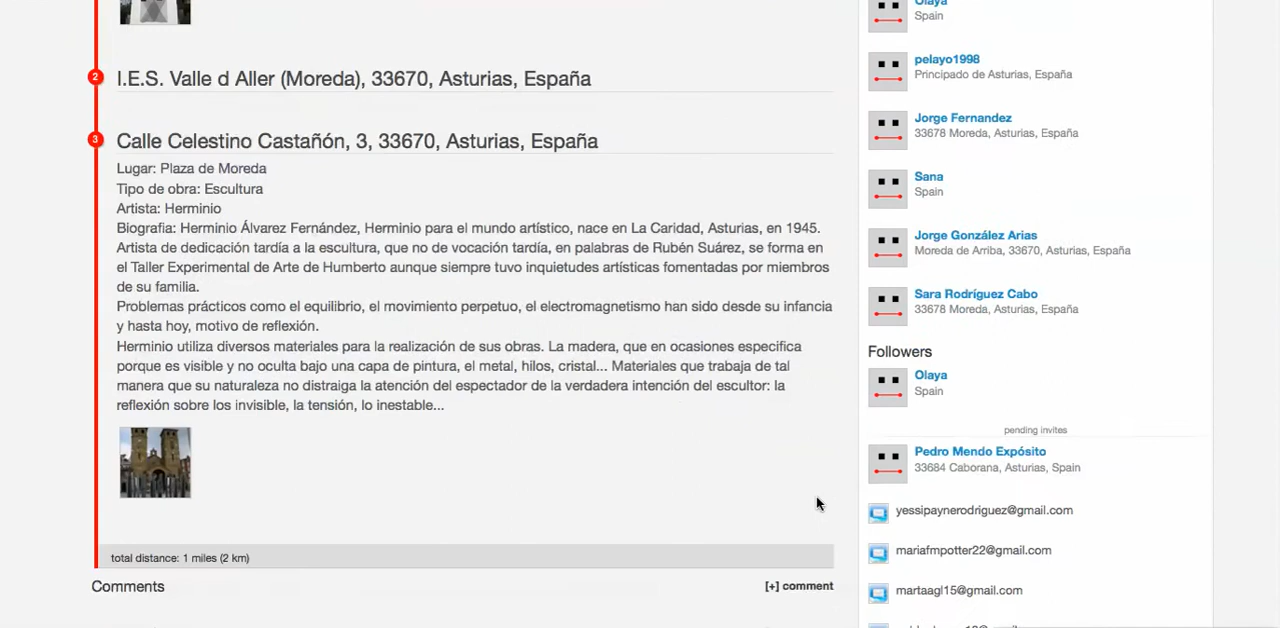 2
I.E.S. Valle d Aller (Moreda), 33670, Asturias, España
3
Calle Celestino Castañón, 3, 33670, Asturias, España
Lugar: Plaza de Moreda
Tipo de obra: Escultura
Artista: Herminio
Biografia: Herminio Álvarez Fernández, Herminio para el mundo artístico, nace en La Caridad, Asturias, en 1945.
Artista de dedicación tardía a la escultura, que no de vocación tardía, en palabras de Rubén Suárez, se forma en
el Taller Experimental de Arte de Humberto aunque siempre tuvo inquietudes artísticas fomentadas por miembros
de su familia.
Problemas prácticos como el equilibrio, el movimiento perpetuo, el electromagnetismo han sido desde su infancia
y hasta hoy, motivo de reflexión.
Herminio utiliza diversos materiales para la realización de sus obras. La madera, que en ocasiones especifica
porque es visible y no oculta bajo una capa de pintura, el metal, hilos, cristal... Materiales que trabaja de tal
manera que su naturaleza no distraiga la atención del espectador de la verdadera intención del escultor: la
reflexión sobre los invisible, la tensión, lo inestable...
total distance: 1 miles (2 km)
Comments
[+] comment
Olaya
Spain
pelayo1998
Principado de Asturias, España
Jorge Fernandez
33678 Moreda, Asturias, España
Sana
Spain
Jorge González Arias
Moreda de Arriba, 33670, Asturias, España
Sara Rodríguez Cabo
33678 Moreda, Asturias, España
Followers
Olaya
Spain
pending invites
Pedro Mendo Expósito
33684 Caborana, Asturias, Spain
yessipaynerodriguez@gmail.com
mariafmpotter22@gmail.com
martaagl15@gmail.com